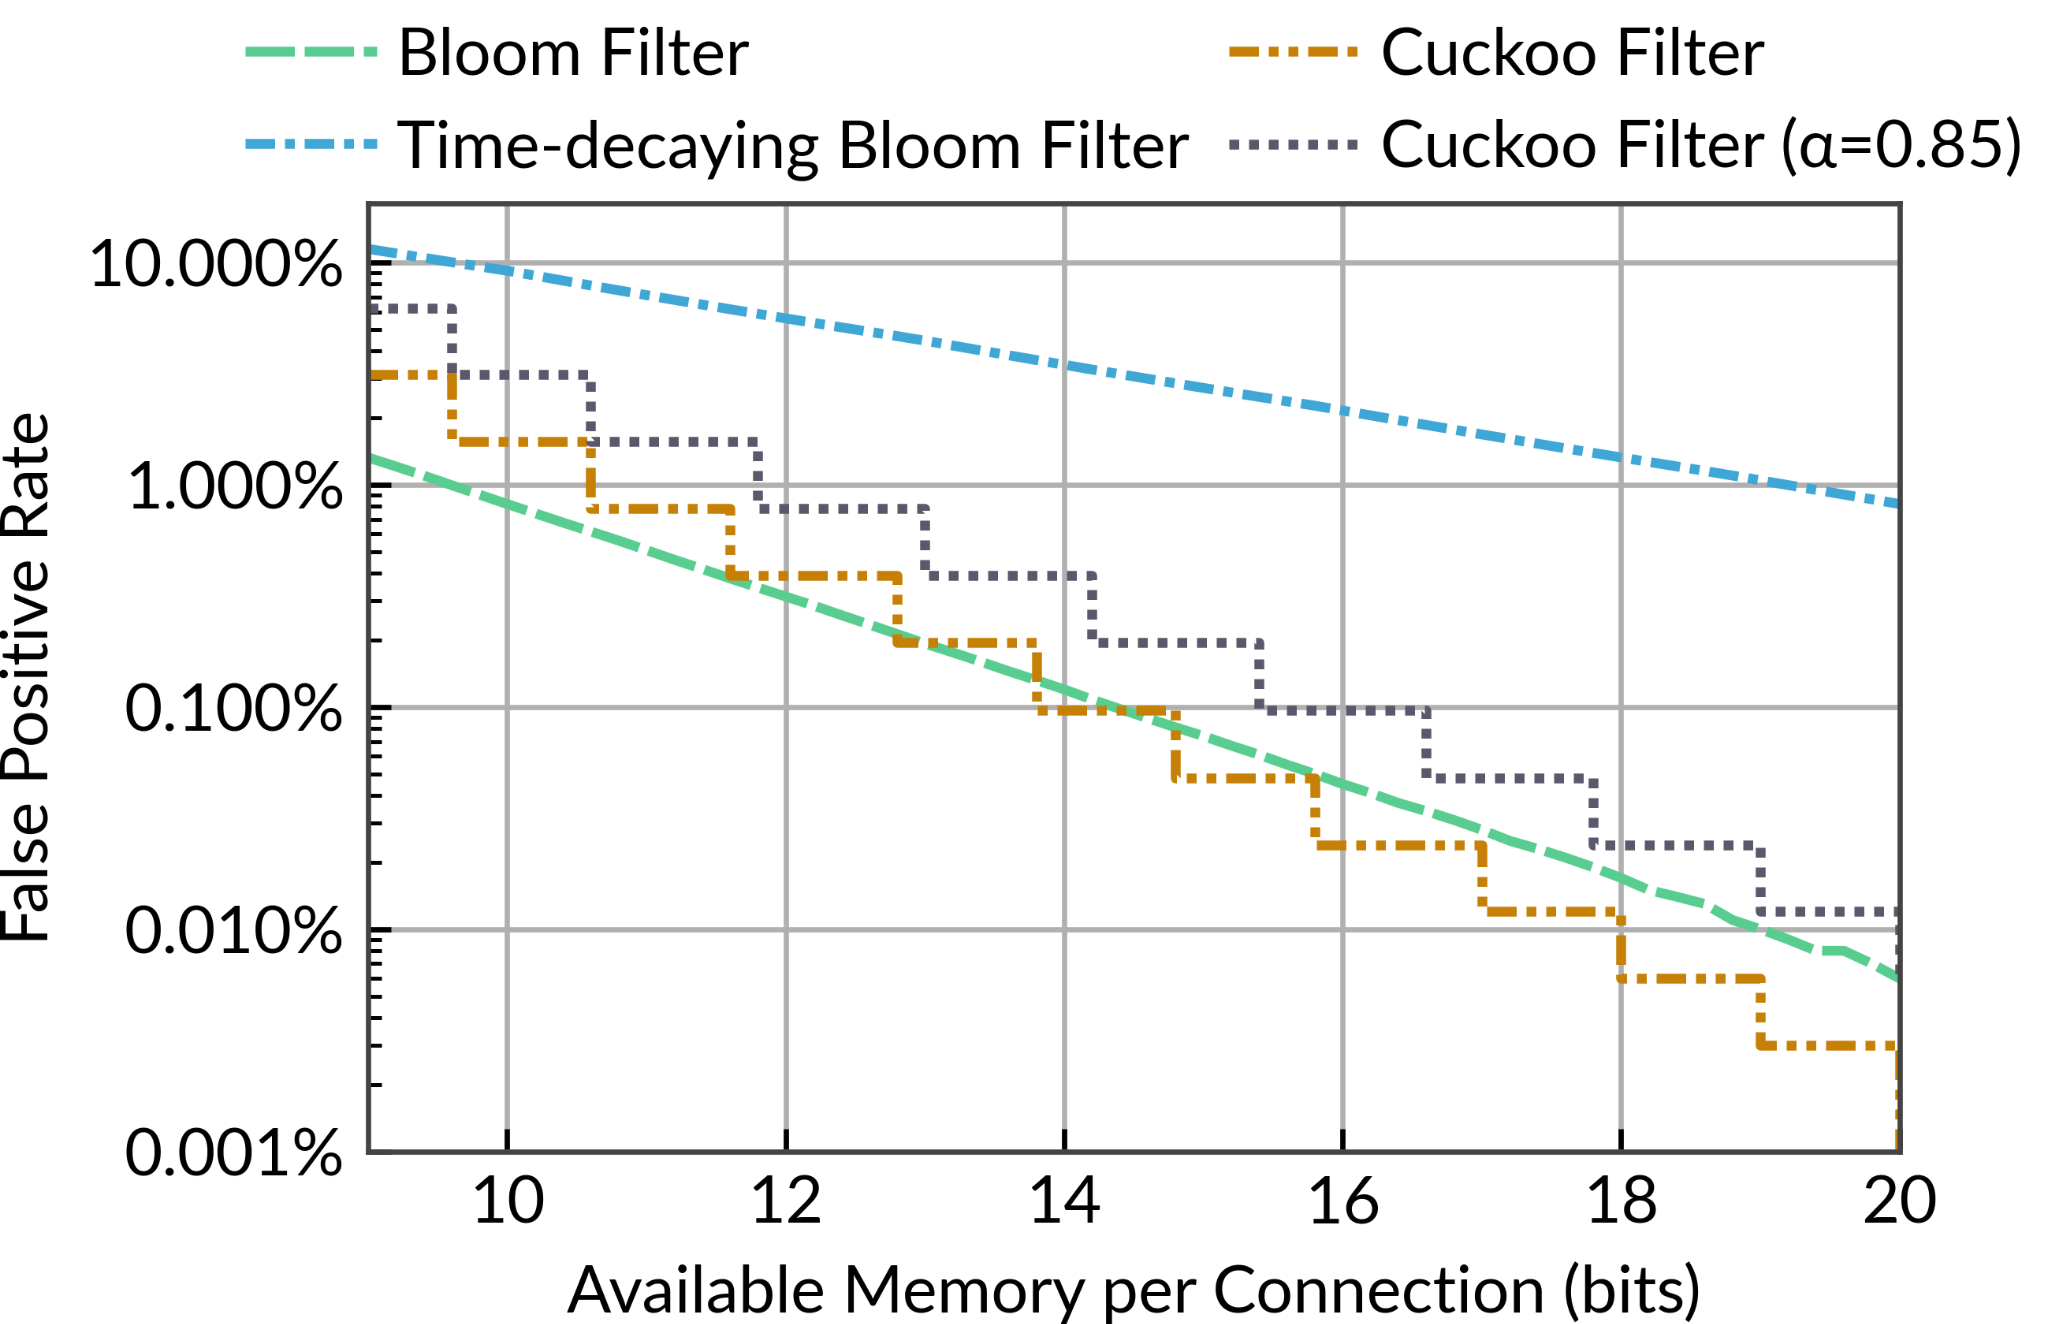 Bloom Filter
Cuckoo Filter
Time-decaying Bloom Filter
Cuckoo Filter (α=0.85)
False Positive Rate
10.000%
1.000%
0.100%
0.010%
0.001%
10 12 14 16 18 20
Available Memory per Connection (bits)